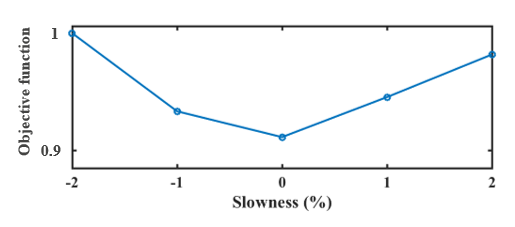 Objective function
1
0.9
-2 -1 0 1 2
Slowness (%)